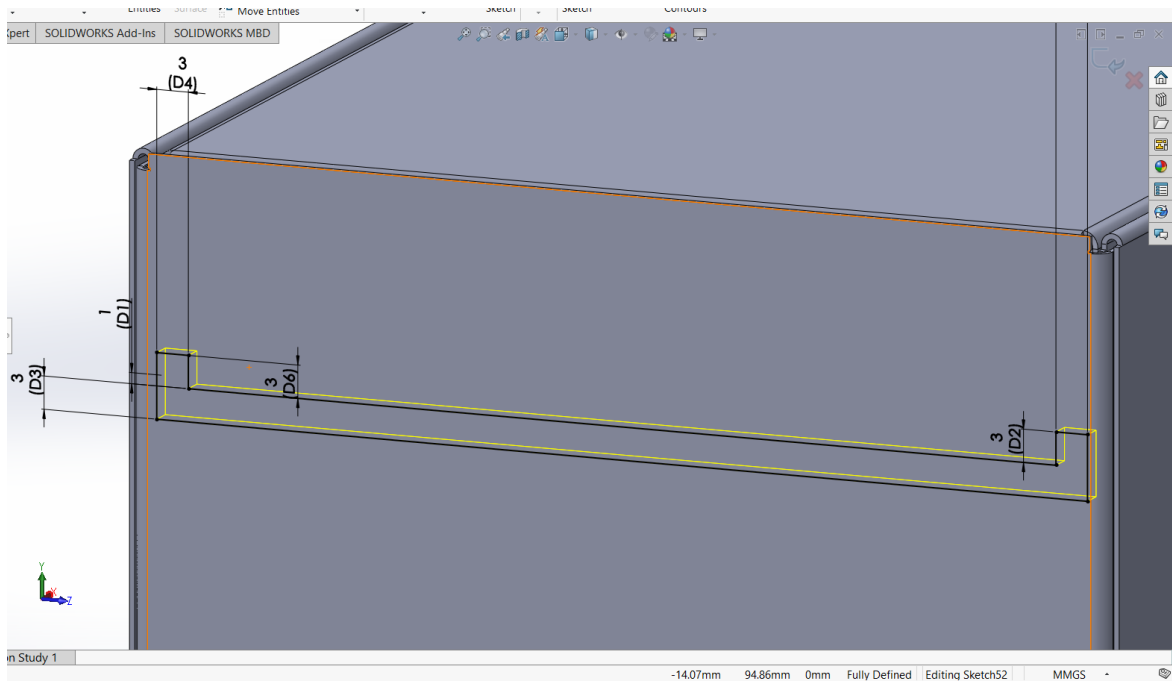 Entities Surface Move Entities Sketch Sketch Contours
Xpert SOLIDWORKS Add-Ins SOLIDWORKS MBD
3
(D4)
1
(D1)
3
(D3)
3
(D6)
3
(D2)
Y
X
Z
on Study 1
-14.07mm 94.86mm 0mm Fully Defined Editing Sketch52 MMGS